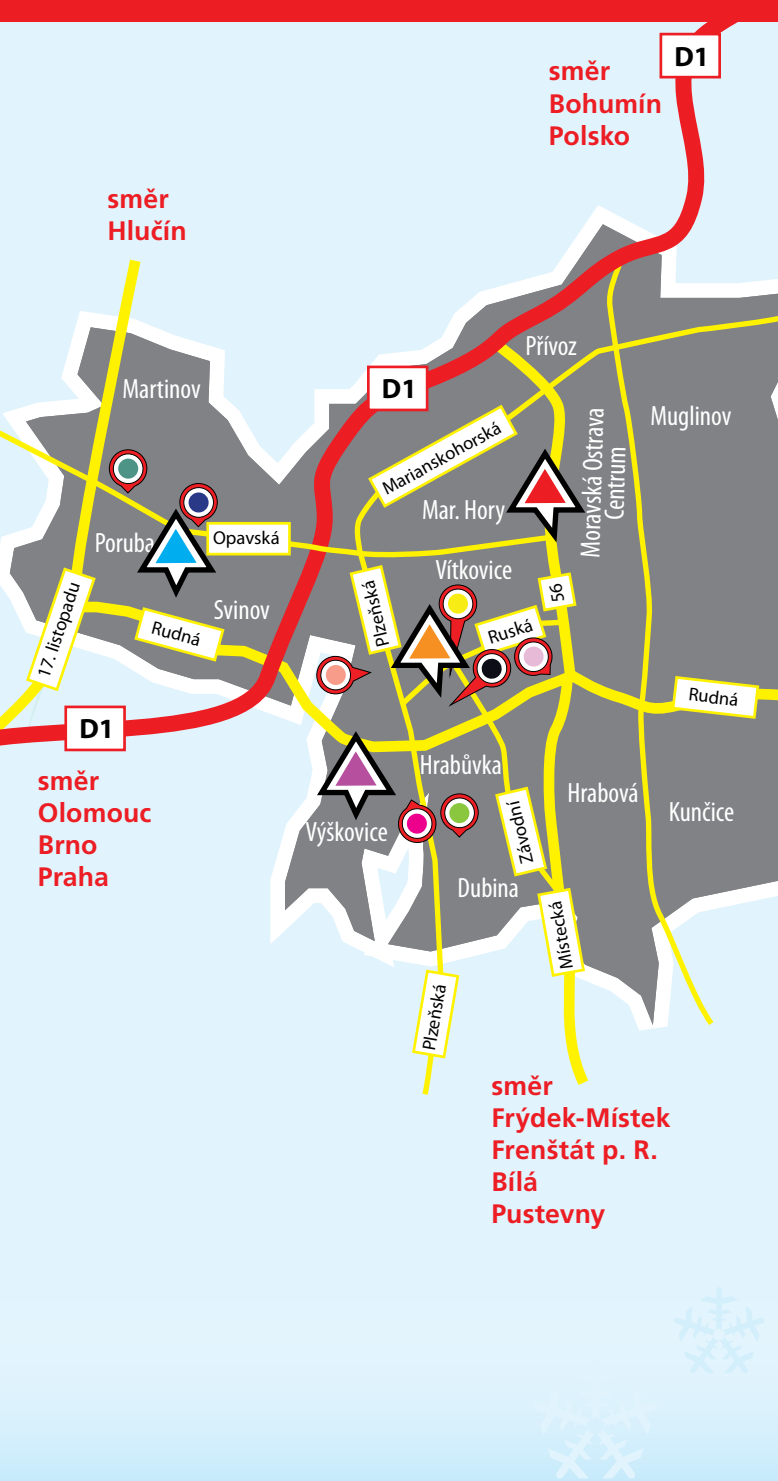 D1
směr
Bohumín
Polsko
směr
Hlučín
Přívoz
D1
Martinov
Muglinov
Marianskohorská
Moravská Ostrava
Centrum
Mar. Hory
Poruba
Opavská
Vítkovice
56
Plzeňská
17. listopadu
Svinov
Rudná
Ruská
Rudná
D1
Hrabůvka
směr
Olomouc
Brno
Praha
Hrabová
Kunčice
Výškovice
Závodní
Dubina
Místecká
Plzeňská
směr
Frýdek-Místek
Frenštát p. R.
Bílá
Pustevny